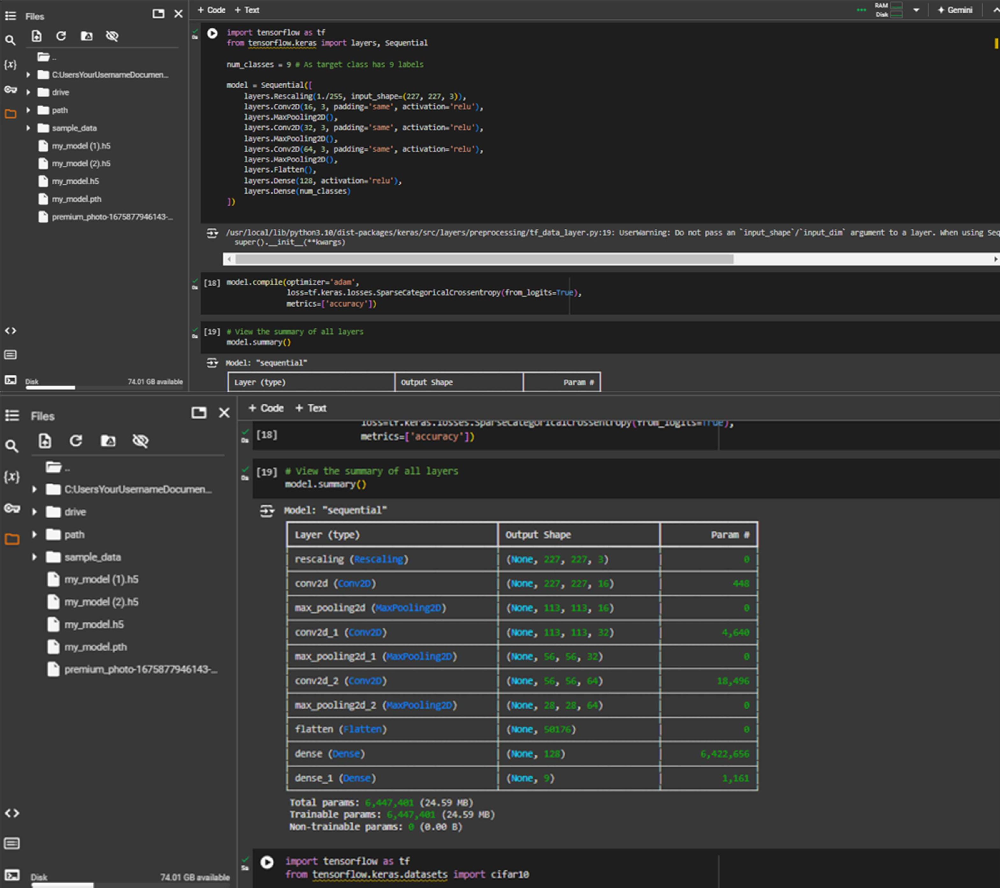 Files
..
C:UsersYourUsernameDocumen...
drive
path
sample_data
my_model (1).h5
my_model (2).h5
my_model.h5
my_model.pth
premium_photo-1675877946143-...
Disk 74.01 GB available
+ Code + Text
RAM
Disk
Gemini
0s
import tensorflow as tf
from tensorflow.keras import layers, Sequential
num_classes = 9 # As target class has 9 labels
model = Sequential([
layers.Rescaling(1./255, input_shape=(227, 227, 3)),
layers.Conv2D(16, 3, padding='same', activation='relu'),
layers.MaxPooling2D(),
layers.Conv2D(32, 3, padding='same', activation='relu'),
layers.MaxPooling2D(),
layers.Conv2D(64, 3, padding='same', activation='relu'),
layers.MaxPooling2D(),
layers.Flatten(),
layers.Dense(128, activation='relu'),
layers.Dense(num_classes)
])
/usr/local/lib/python3.10/dist-packages/keras/src/layers/preprocessing/tf_data_layer.py:19: UserWarning: Do not pass an `input_shape`/`input_dim` argument to a layer. When using Seq
super().__init__(**kwargs)
0s
[18] model.compile(optimizer='adam',
loss=tf.keras.losses.SparseCategoricalCrossentropy(from_logits=True),
metrics=['accuracy'])
0s
[19] # View the summary of all layers
model.summary()
Model: "sequential"
Layer (type) Output Shape Param #
Files
..
C:UsersYourUsernameDocumen...
drive
path
sample_data
my_model (1).h5
my_model (2).h5
my_model.h5
my_model.pth
premium_photo-1675877946143-...
Disk 74.01 GB available
+ Code + Text
loss=tf.keras.losses.SparseCategoricalCrossentropy(from_logits=True),
0s
[18] metrics=['accuracy'])
0s
[19] # View the summary of all layers
model.summary()
Model: "sequential"
Layer (type) Output Shape Param #
rescaling (Rescaling) (None, 227, 227, 3) 0
conv2d (Conv2D) (None, 227, 227, 16) 448
max_pooling2d (MaxPooling2D) (None, 113, 113, 16) 0
conv2d_1 (Conv2D) (None, 113, 113, 32) 4,640
max_pooling2d_1 (MaxPooling2D) (None, 56, 56, 32) 0
conv2d_2 (Conv2D) (None, 56, 56, 64) 18,496
max_pooling2d_2 (MaxPooling2D) (None, 28, 28, 64) 0
flatten (Flatten) (None, 50176) 0
dense (Dense) (None, 128) 6,422,656
dense_1 (Dense) (None, 9) 1,161
Total params: 6,447,401 (24.59 MB)
Trainable params: 6,447,401 (24.59 MB)
Non-trainable params: 0 (0.00 B)
5s
import tensorflow as tf
from tensorflow.keras.datasets import cifar10